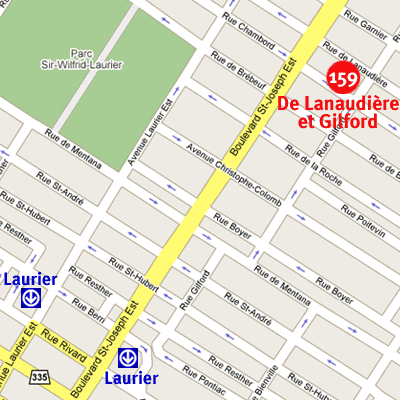 Rue Chambord
Rue Garnier
Parc
Sir-Wilfrid-Laurier
Rue de Lanaudière
Rue de Brébeuf
159
De Lanaudière
et Gilford
Avenue Laurier Est
Boulevard St-Joseph Est
Rue Gilford
Rue de Mentana
Avenue Christophe-Colomb
Rue de la Roche
Rue de B
Rue St-André
Rue St-Hubert
Rue Boyer
Rue Poitevin
Resther
Rue St-Hubert
Rue de Mentana
Rue Boyer
Laurier
Rue Resther
Rue Gilford
Rue Berri
Rue St-André
Avenue Laurier Est
Rue Rivard
Boulevard St-Joseph Est
Laurier
335
Rue Resther
Rue Pontiac
Bienville
Rue St-Hubert